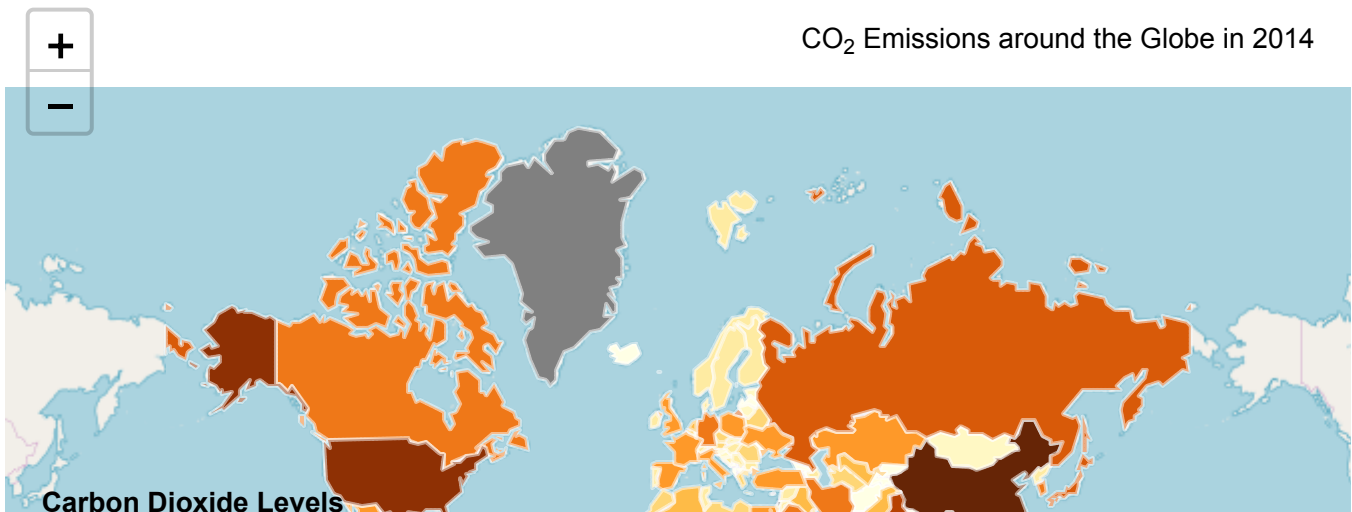 +
CO₂ Emissions around the Globe in 2014
−
Carbon Dioxide Levels